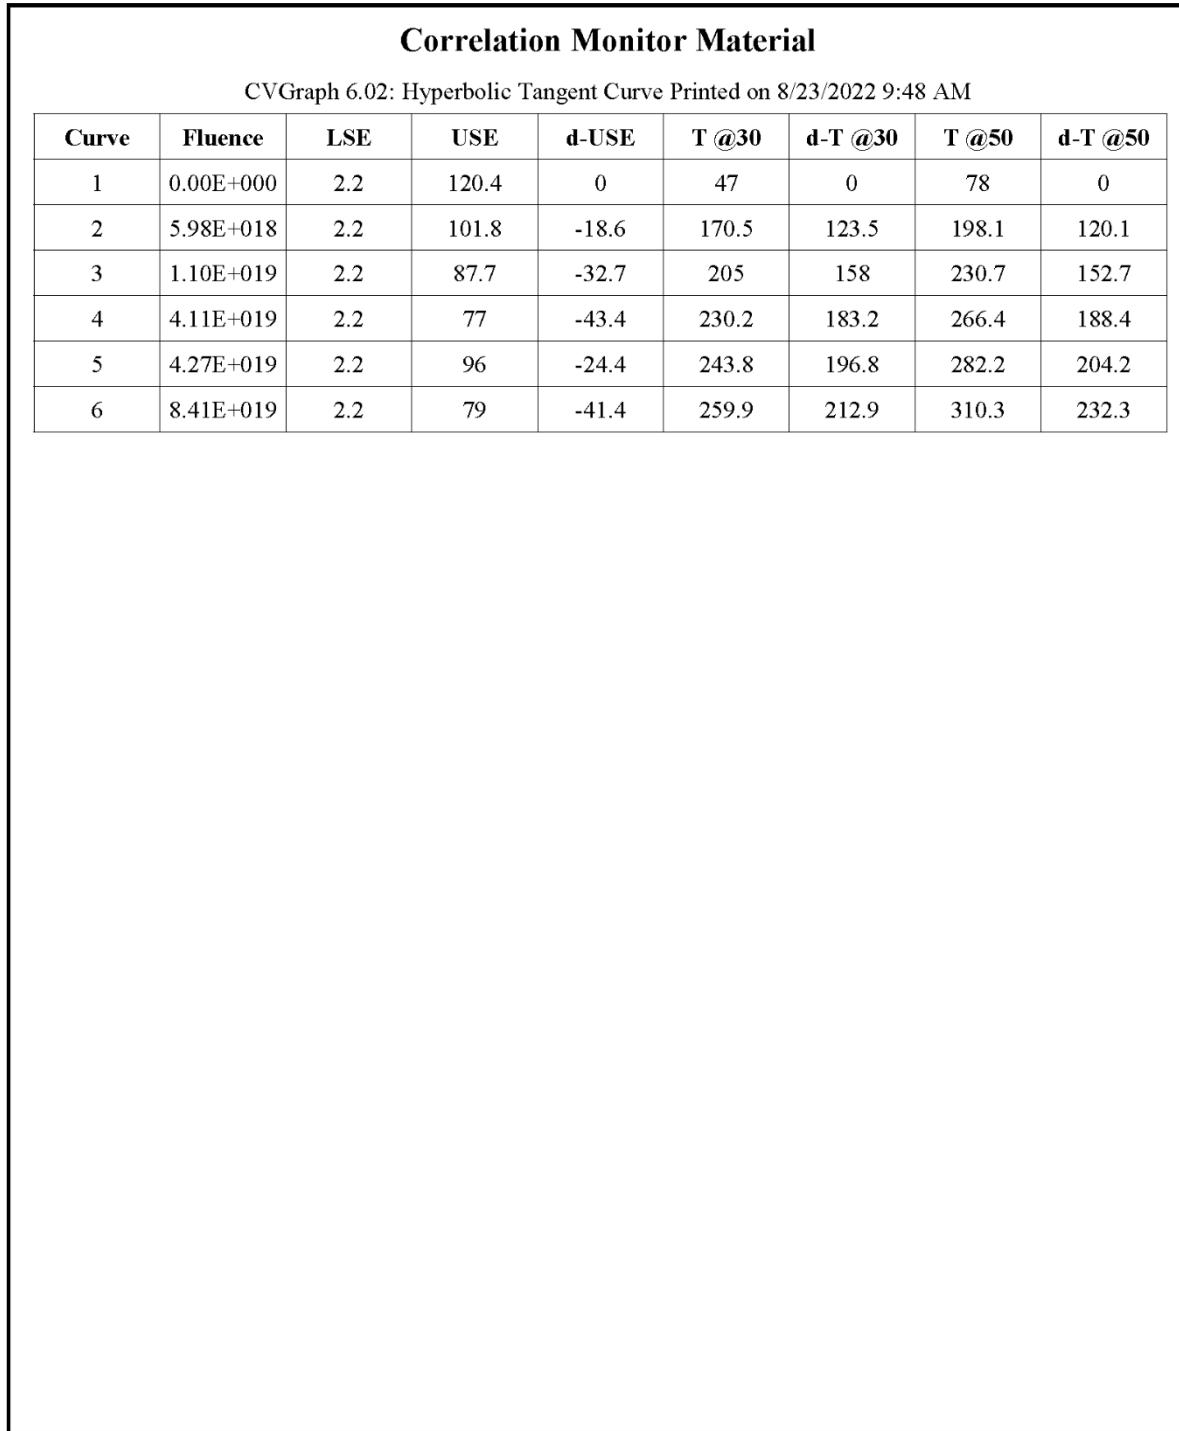 Correlation Monitor Material
CVGraph 6.02: Hyperbolic Tangent Curve Printed on 8/23/2022 9:48 AM
Curve Fluence LSE USE d-USE T @30 d-T @30 T @50 d-T @50
1 0.00E+000 2.2 120.4 0 47 0 78 0
2 5.98E+018 2.2 101.8 -18.6 170.5 123.5 198.1 120.1
3 1.10E+019 2.2 87.7 -32.7 205 158 230.7 152.7
4 4.11E+019 2.2 77 -43.4 230.2 183.2 266.4 188.4
5 4.27E+019 2.2 96 -24.4 243.8 196.8 282.2 204.2
6 8.41E+019 2.2 79 -41.4 259.9 212.9 310.3 232.3